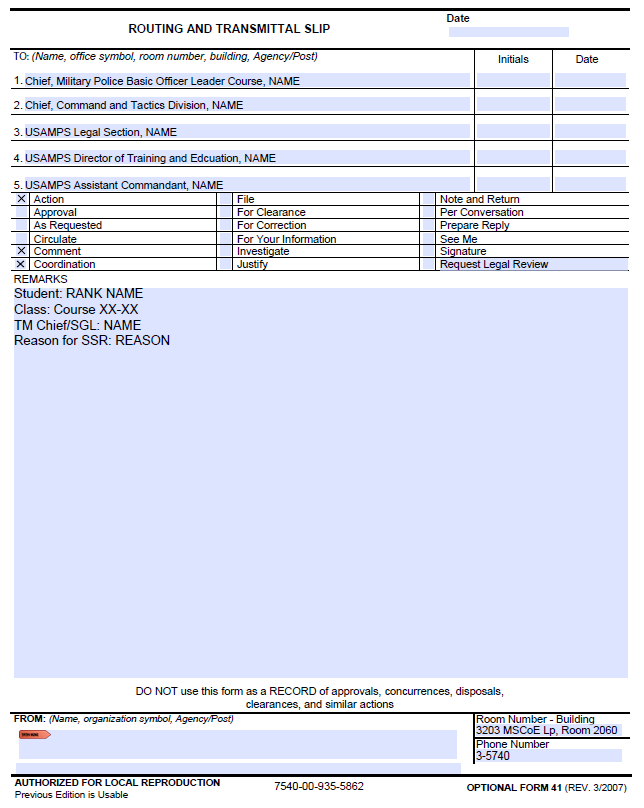 ROUTING AND TRANSMITTAL SLIP
Date
TO: (Name, office symbol, room number, building, Agency/Post)
Initials
Date
1. Chief, Military Police Basic Officer Leader Course, NAME
2. Chief, Command and Tactics Division, NAME
3. USAMPS Legal Section, NAME
4. USAMPS Director of Training and Edcuation, NAME
5. USAMPS Assistant Commandant, NAME
X Action File Note and Return
Approval For Clearance Per Conversation
As Requested For Correction Prepare Reply
Circulate For Your Information See Me
X Comment Investigate Signature
X Coordination Justify Request Legal Review
REMARKS
Student: RANK NAME
Class: Course XX-XX
TM Chief/SGL: NAME
Reason for SSR: REASON
DO NOT use this form as a RECORD of approvals, concurrences, disposals,
clearances, and similar actions
FROM: (Name, organization symbol, Agency/Post)
Room Number - Building
3203 MSCoE Lp, Room 2060
Phone Number
3-5740
AUTHORIZED FOR LOCAL REPRODUCTION
Previous Edition is Usable
7540-00-935-5862
OPTIONAL FORM 41 (REV. 3/2007)